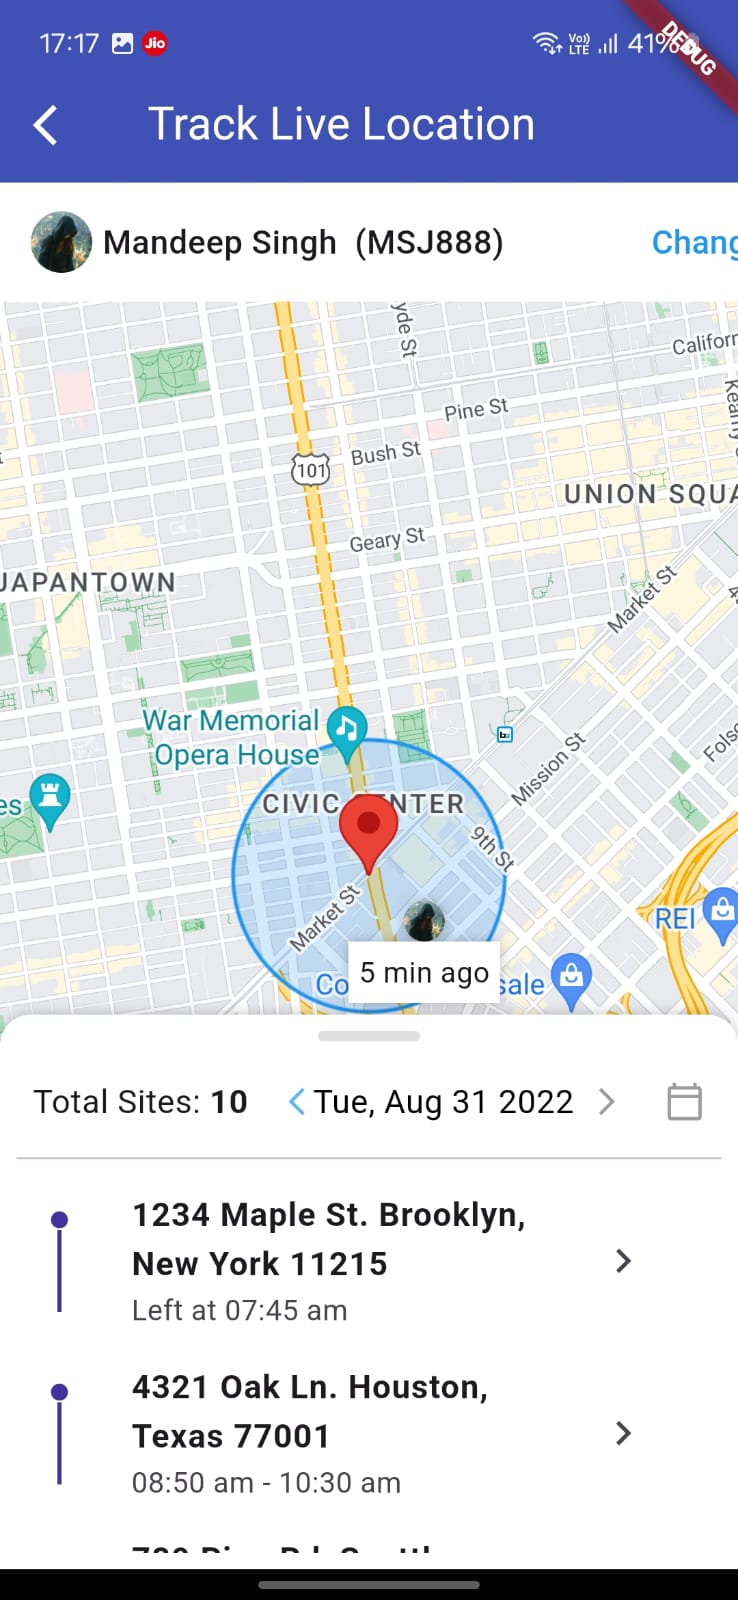 17:17 Jio Vo)) LTE 41%
DEBUG
Track Live Location
Mandeep Singh (MSJ888)
Chang
yde St
Californ
Kearny
Pine St
Bush St
101
UNION SQUA
Geary St
JAPANTOWN
Market St
War Memorial
Opera House
Mission St
Folso
es
CIVIC CENTER
9th St
Market St
REI
5 min ago
Co
sale
Total Sites: 10
Tue, Aug 31 2022
1234 Maple St. Brooklyn,
New York 11215
Left at 07:45 am
4321 Oak Ln. Houston,
Texas 77001
08:50 am - 10:30 am